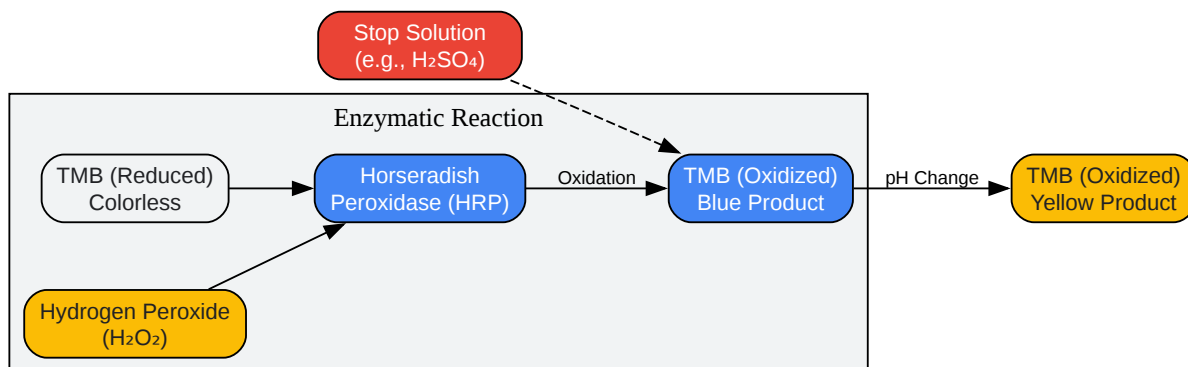 Stop Solution
(e.g., H₂SO₄)
Enzymatic Reaction
TMB (Reduced)
Colorless
Horseradish
Peroxidase (HRP)
Oxidation
TMB (Oxidized)
Blue Product
pH Change
TMB (Oxidized)
Yellow Product
Hydrogen Peroxide
(H₂O₂)